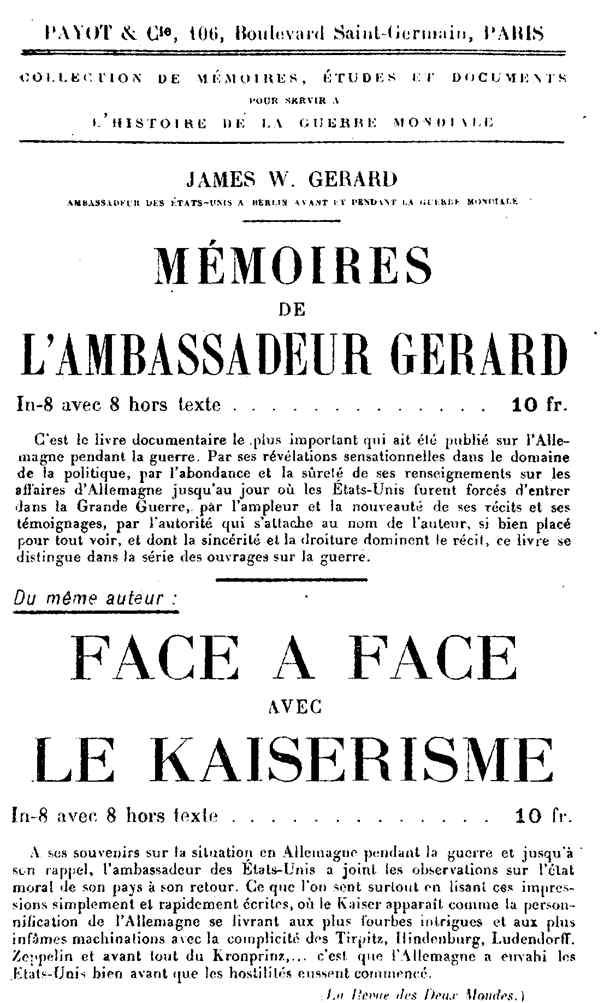 PAYOT & Cie, 106, Boulevard Saint-Germain, PARIS
COLLECTION DE MÉMOIRES, ÉTUDES ET DOCUMENTS
POUR SERVIR A
L'HISTOIRE DE LA GUERRE MONDIALE
JAMES W. GERARD
AMBASSADEUR DES ÉTATS-UNIS A BERLIN AVANT ET PENDANT LA GUERRE MONDIALE
MÉMOIRES
DE
L'AMBASSADEUR GERARD
In-8 avec 8 hors texte . . . . . . . . . . . . . . 10 fr.
C'est le livre documentaire le plus important qui ait été publié sur l'Alle-
magne pendant la guerre. Par ses révélations sensationnelles dans le domaine
de la politique, par l'abondance et la sûreté de ses renseignements sur les
affaires d'Allemagne jusqu'au jour où les États-Unis furent forcés d'entrer
dans la Grande Guerre, par l'ampleur et la nouveauté de ses récits et ses
témoignages, par l'autorité qui s'attache au nom de l'auteur, si bien placé
pour tout voir, et dont la sincérité et la droiture dominent le récit, ce livre se
distingue dans la série des ouvrages sur la guerre.
Du même auteur :
FACE A FACE
AVEC
LE KAISERISME
In-8 avec 8 hors texte . . . . . . . . . . . . . . 10 fr.
A ses souvenirs sur la situation en Allemagne pendant la guerre et jusqu'à
son rappel, l'ambassadeur des États-Unis a joint les observations sur l'état
moral de son pays à son retour. Ce que l'on sent surtout en lisant ces impres-
sions simplement et rapidement écrites, où le Kaiser apparaît comme la person-
nification de l'Allemagne se livrant aux plus fourbes intrigues et aux plus
infâmes machinations avec la complicité des Tirpitz, Hindenburg, Ludendorff.
Zeppelin et avant tout du Kronprinz,... c'est que l'Allemagne a envahi les
États-Unis bien avant que les hostilités eussent commencé.
(La Revue des Deux Mondes.)